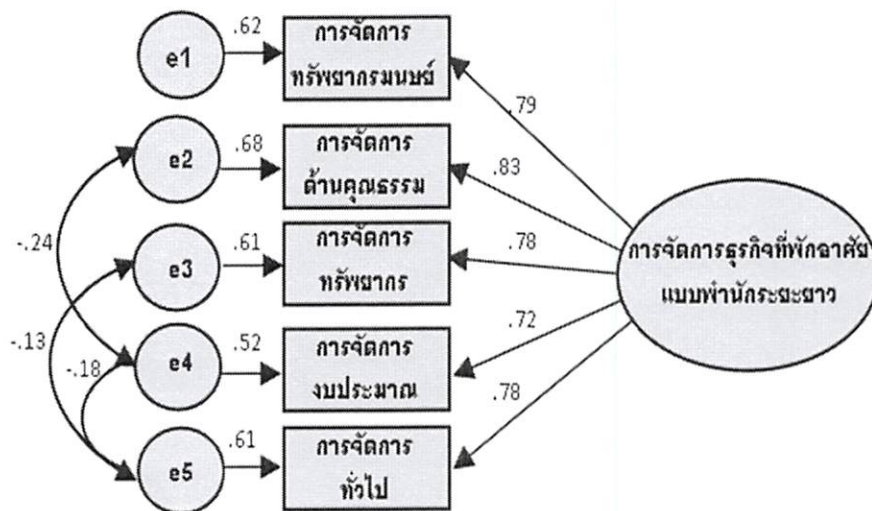 .62
e1
การจัดการ
ทรัพยากรมนษย์
.79
.68
e2
การจัดการ
ด้านคุณธรรม
.83
-.24
.61
e3
การจัดการ
ทรัพยากร
.78
การจัดการธุรกิจที่พักอาศัย
แบบพำนักระยะยาว
-.13
-.18
.52
e4
การจัดการ
งบประมาณ
.72
.61
e5
การจัดการ
ทั่วไป
.78